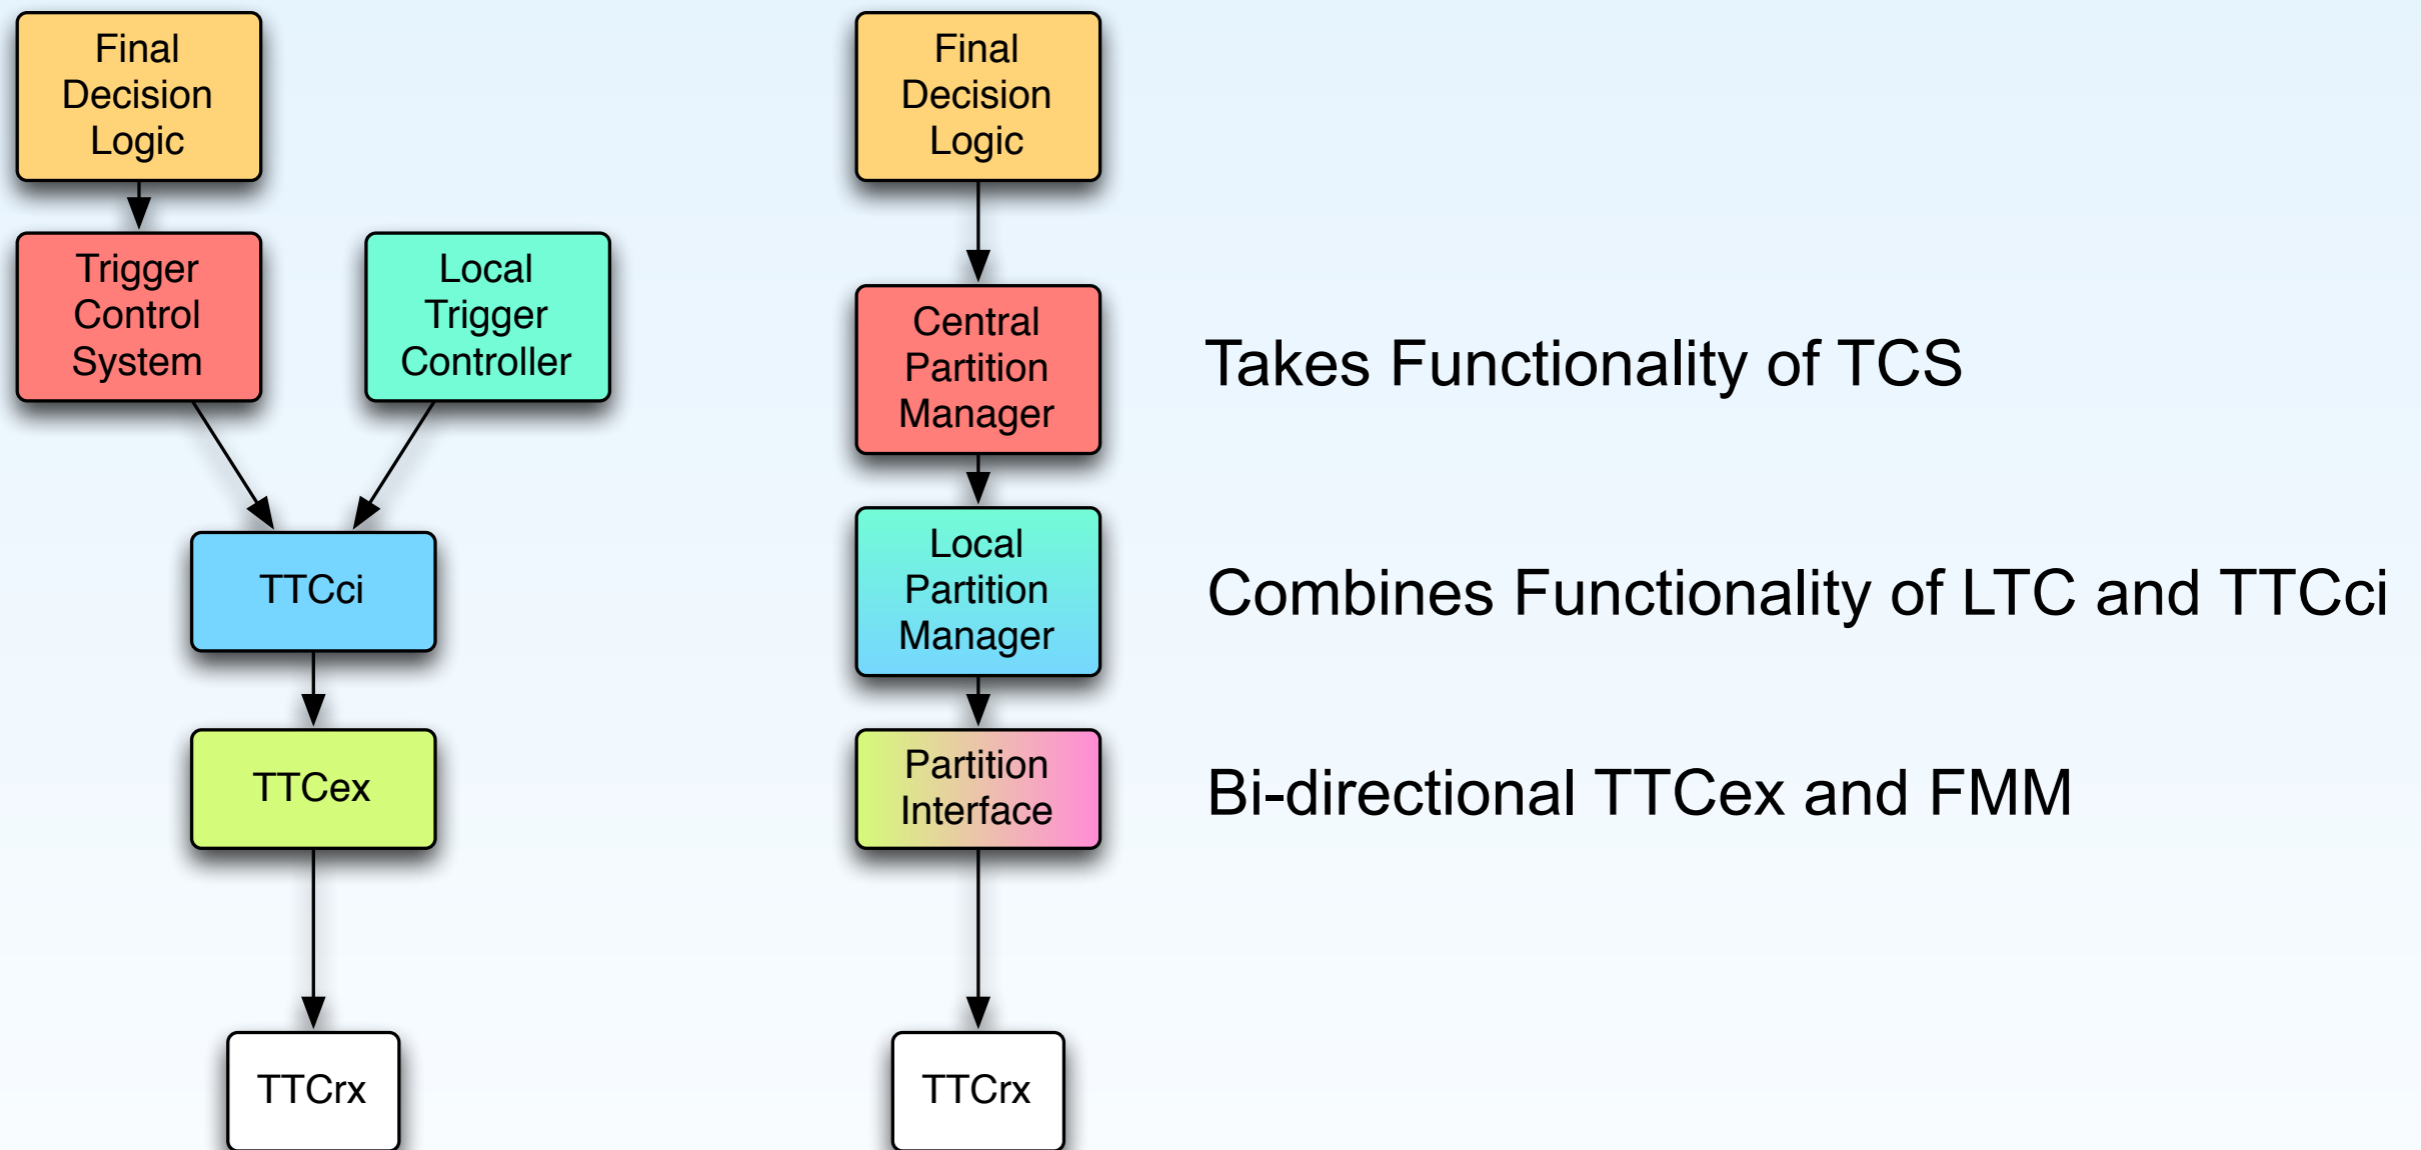 Final
Decision
Logic
Trigger
Control
System
Local
Trigger
Controller
TTCci
TTCex
TTCrx
Final
Decision
Logic
Central
Partition
Manager
Takes Functionality of TCS
Local
Partition
Manager
Combines Functionality of LTC and TTCci
Partition
Interface
Bi-directional TTCex and FMM
TTCrx